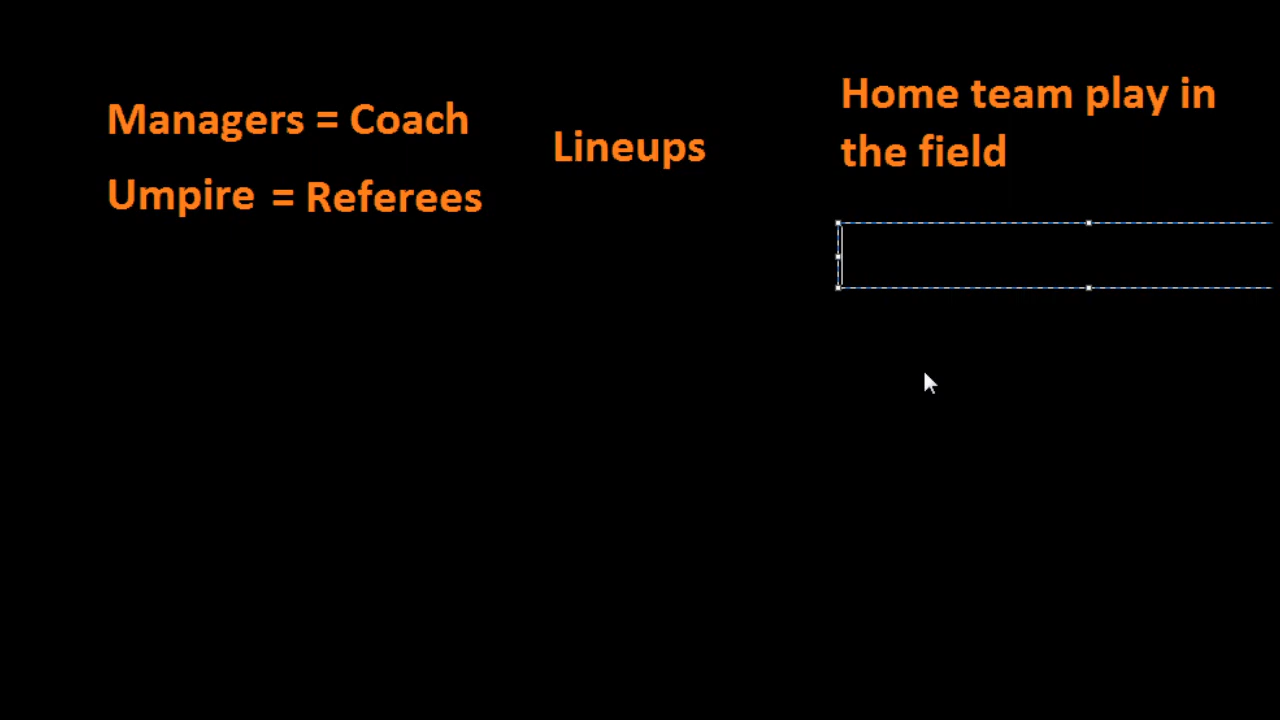 Managers = Coach
Umpire = Referees
Lineups
Home team play in
the field